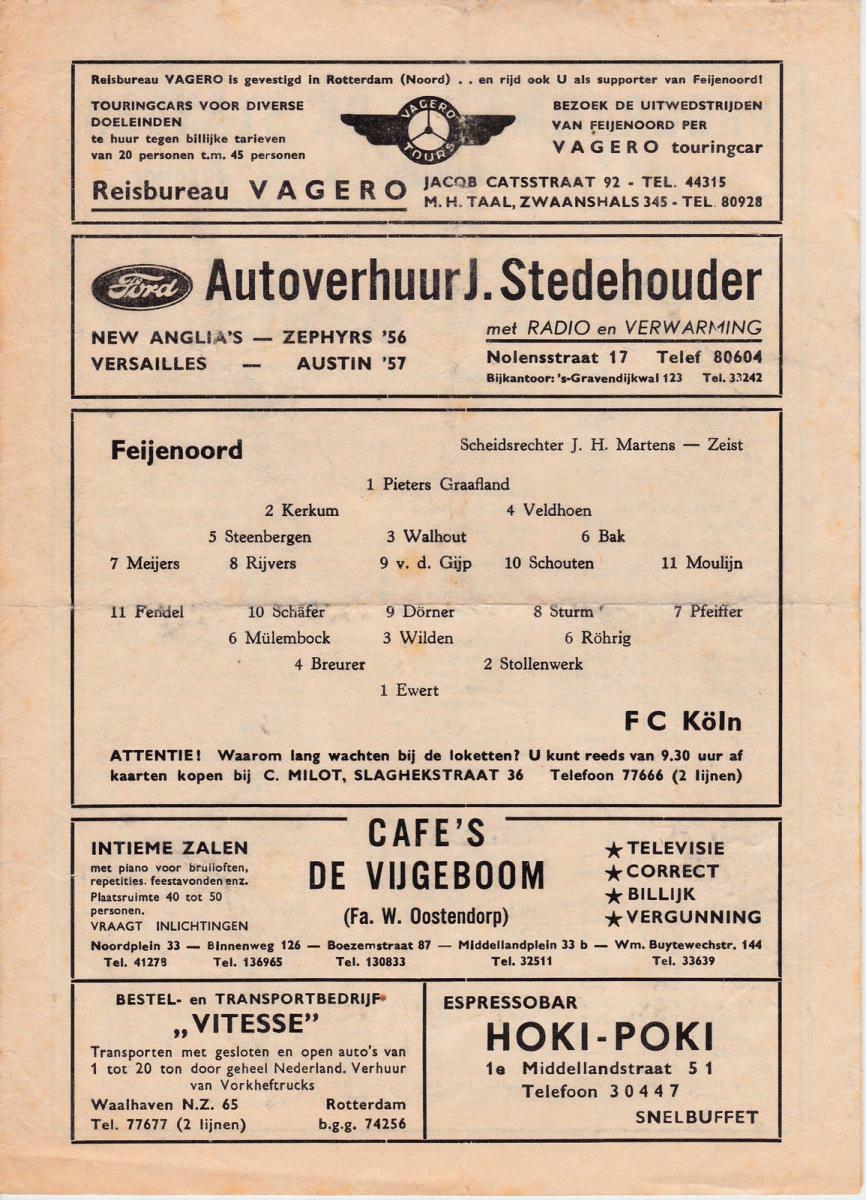 Reisbureau VAGERO is gevestigd in Rotterdam (Noord) . . en rijd ook U als supporter van Feijenoord!
TOURINGCARS VOOR DIVERSE
DOELEINDEN
te huur tegen billijke tarieven
van 20 personen t.m. 45 personen
VAGERO
TOURS
BEZOEK DE UITWEDSTRIJDEN
VAN FEIJENOORD PER
VAGERO touringcar
Reisbureau VAGERO
JACOB CATSSTRAAT 92 - TEL. 44315
M. H. TAAL, ZWAANSHALS 345 - TEL. 80928
Ford
Autoverhuur J. Stedehouder
NEW ANGLIA'S — ZEPHYRS '56
VERSAILLES — AUSTIN '57
met RADIO en VERWARMING
Nolensstraat 17 Telef 80604
Bijkantoor: 's-Gravendijkwal 123 Tel. 33242
Feijenoord
Scheidsrechter J. H. Martens — Zeist
1 Pieters Graafland
2 Kerkum 4 Veldhoen
5 Steenbergen 3 Walhout 6 Bak
7 Meijers 8 Rijvers 9 v. d. Gijp 10 Schouten 11 Moulijn
11 Fendel 10 Schäfer 9 Dörner 8 Sturm 7 Pfeiffer
6 Mülembock 3 Wilden 6 Röhrig
4 Breurer 2 Stollenwerk
1 Ewert
FC Köln
ATTENTIE! Waarom lang wachten bij de loketten? U kunt reeds van 9.30 uur af
kaarten kopen bij C. MILOT, SLAGHEKSTRAAT 36 Telefoon 77666 (2 lijnen)
INTIEME ZALEN
met piano voor bruiloften,
repetities. feestavonden enz.
Plaatsruimte 40 tot 50
personen.
VRAAGT INLICHTINGEN
CAFE'S
DE VIJGEBOOM
(Fa. W. Oostendorp)
★ TELEVISIE
★ CORRECT
★ BILLIJK
★ VERGUNNING
Noordplein 33 — Binnenweg 126 — Boezemstraat 87 — Middellandplein 33 b — Wm. Buytewechstr. 144
Tel. 41278 Tel. 136965 Tel. 130833 Tel. 32511 Tel. 33639
BESTEL- en TRANSPORTBEDRIJF
„VITESSE”
Transporten met gesloten en open auto's van
1 tot 20 ton door geheel Nederland. Verhuur
van Vorkheftrucks
Waalhaven N.Z. 65 Rotterdam
Tel. 77677 (2 lijnen) b.g.g. 74256
ESPRESSOBAR
HOKI-POKI
1e Middellandstraat 51
Telefoon 30447
SNELBUFFET